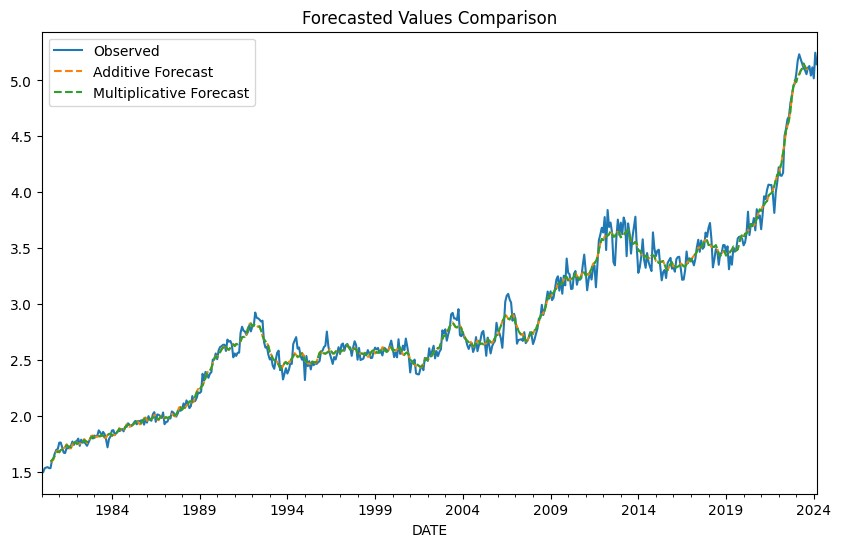 Forecasted Values Comparison
Observed
Additive Forecast
Multiplicative Forecast
5.0
4.5
4.0
3.5
3.0
2.5
2.0
1.5
1984 1989 1994 1999 2004 2009 2014 2019 2024
DATE